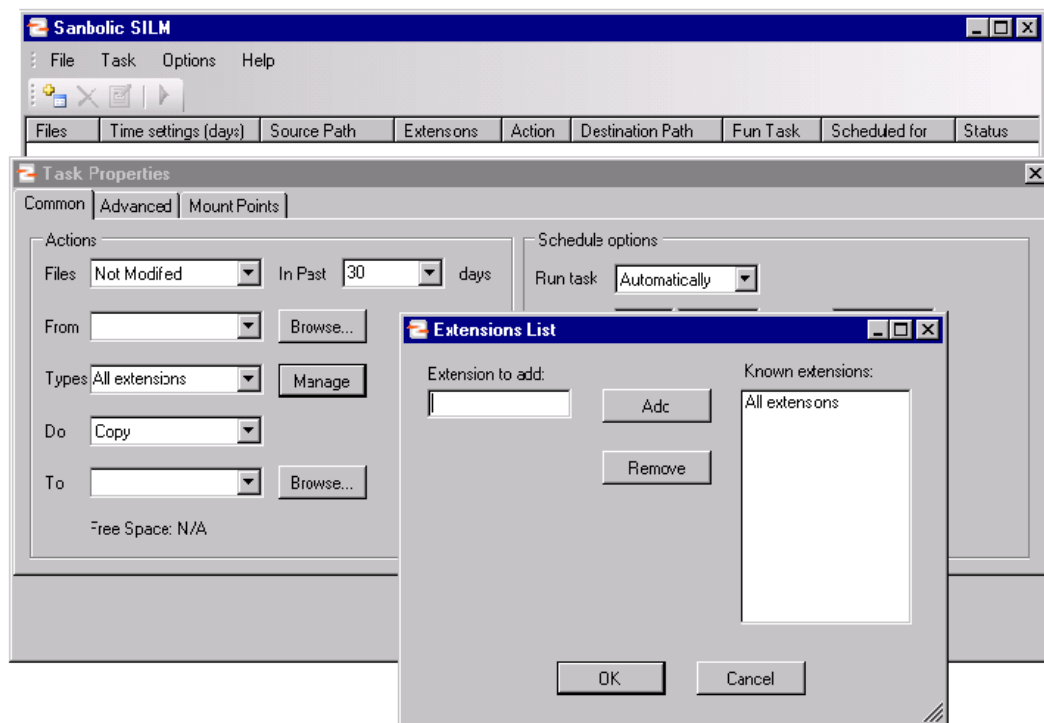 Sanbolic SILM
File Task Options Help
Files Time settings (days) Source Path Extensons Action Destination Path Fun Task Scheduled for Status
Task Properties
Common Advanced Mount Points
Actions
Schedule options
Files Not Modifed In Past 30 days
Run task Automatically
From Browse...
Types All extensions Manage
Do Copy
To Browse...
Free Space: N/A
Extensions List
Extension to add:
Known extensions:
Adc
All extensons
Remove
OK Cancel